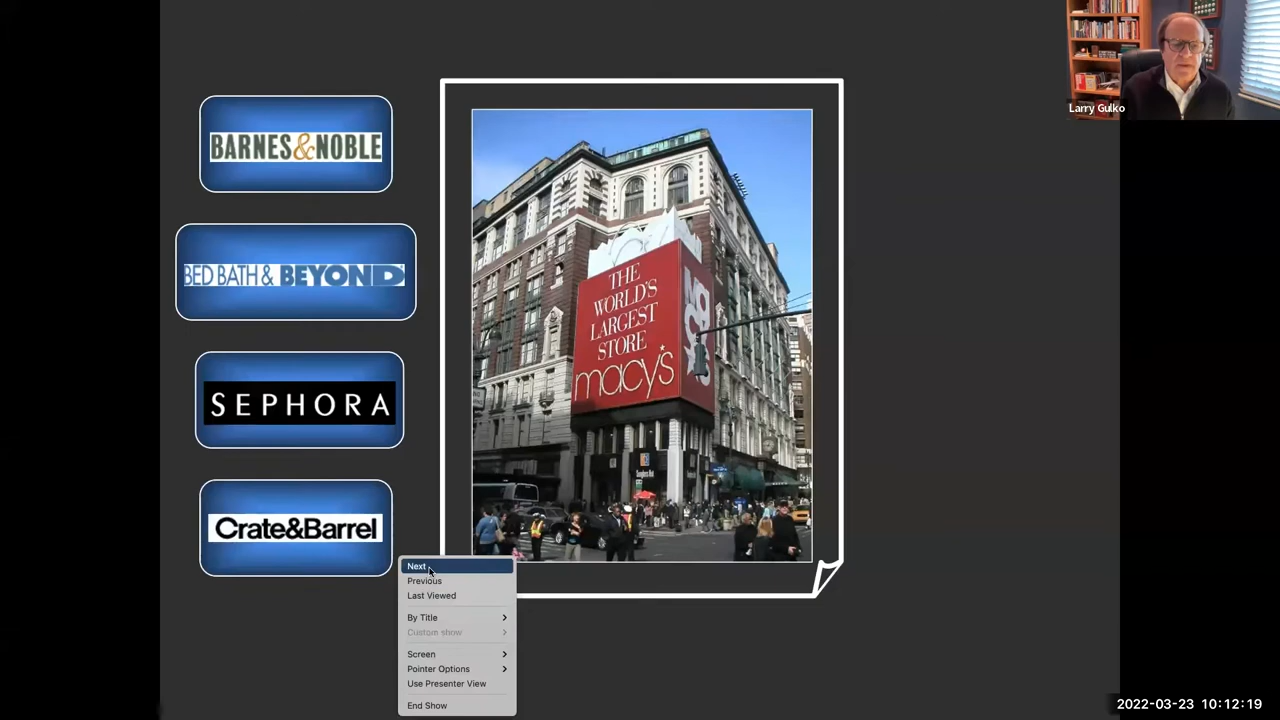 BARNES&NOBLE
BED BATH & BEYOND
SEPHORA
Crate&Barrel
THE
WORLD'S
LARGEST
STORE
macy's
Larry Gulko
Next
Previous
Last Viewed
By Title
Custom show
Screen
Pointer Options
Use Presenter View
End Show
2022-03-23 10:12:19